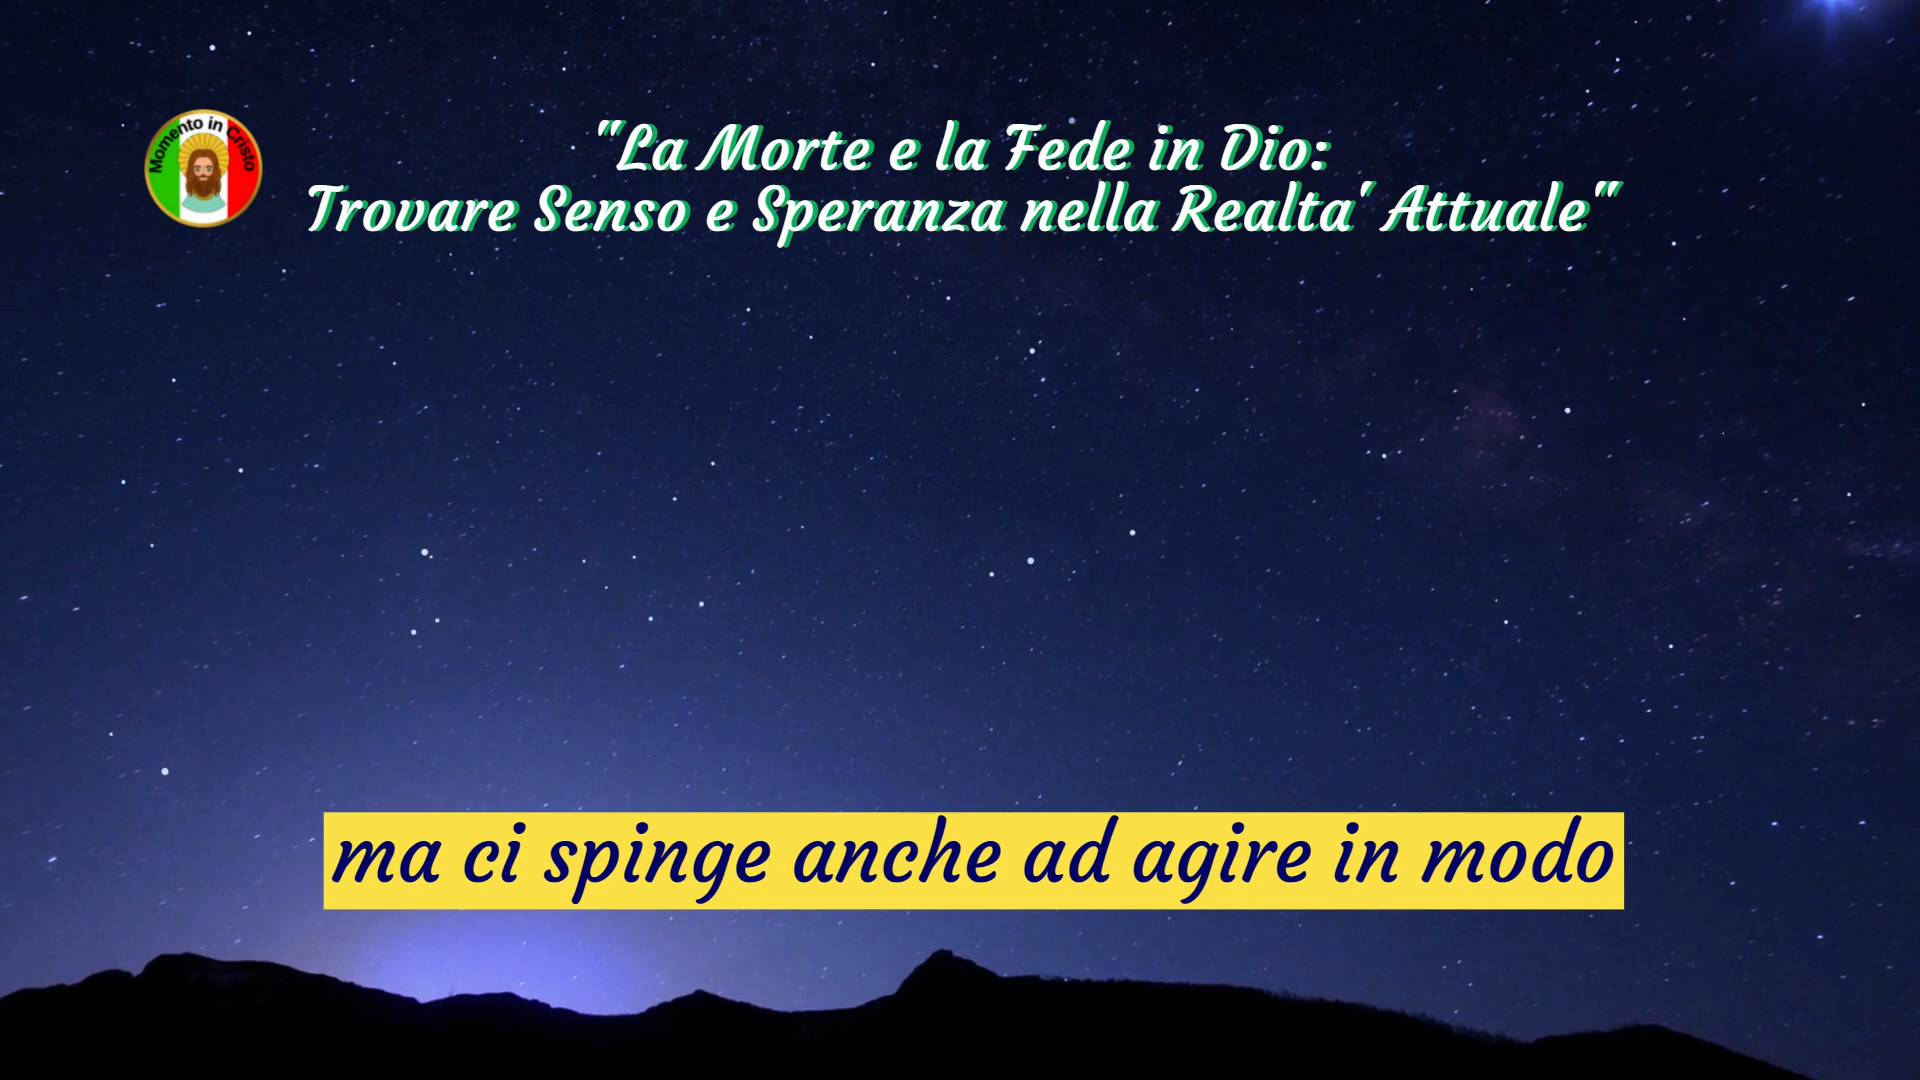 Momento in Cristo
"La Morte e la Fede in Dio:
Trovare Senso e Speranza nella Realta' Attuale"
ma ci spinge anche ad agire in modo